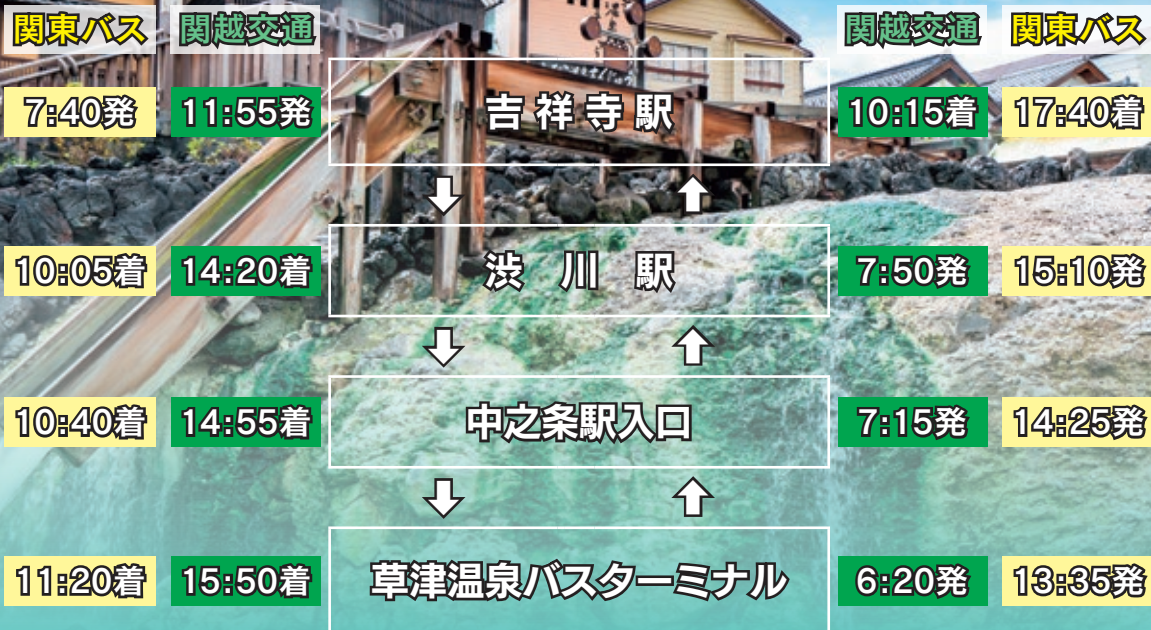 関東バス 関越交通 関越交通 関東バス
7:40発 11:55発 吉祥寺駅 10:15着 17:40着
10:05着 14:20着 渋川駅 7:50発 15:10発
10:40着 14:55着 中之条駅入口 7:15発 14:25発
11:20着 15:50着 草津温泉バスターミナル 6:20発 13:35発